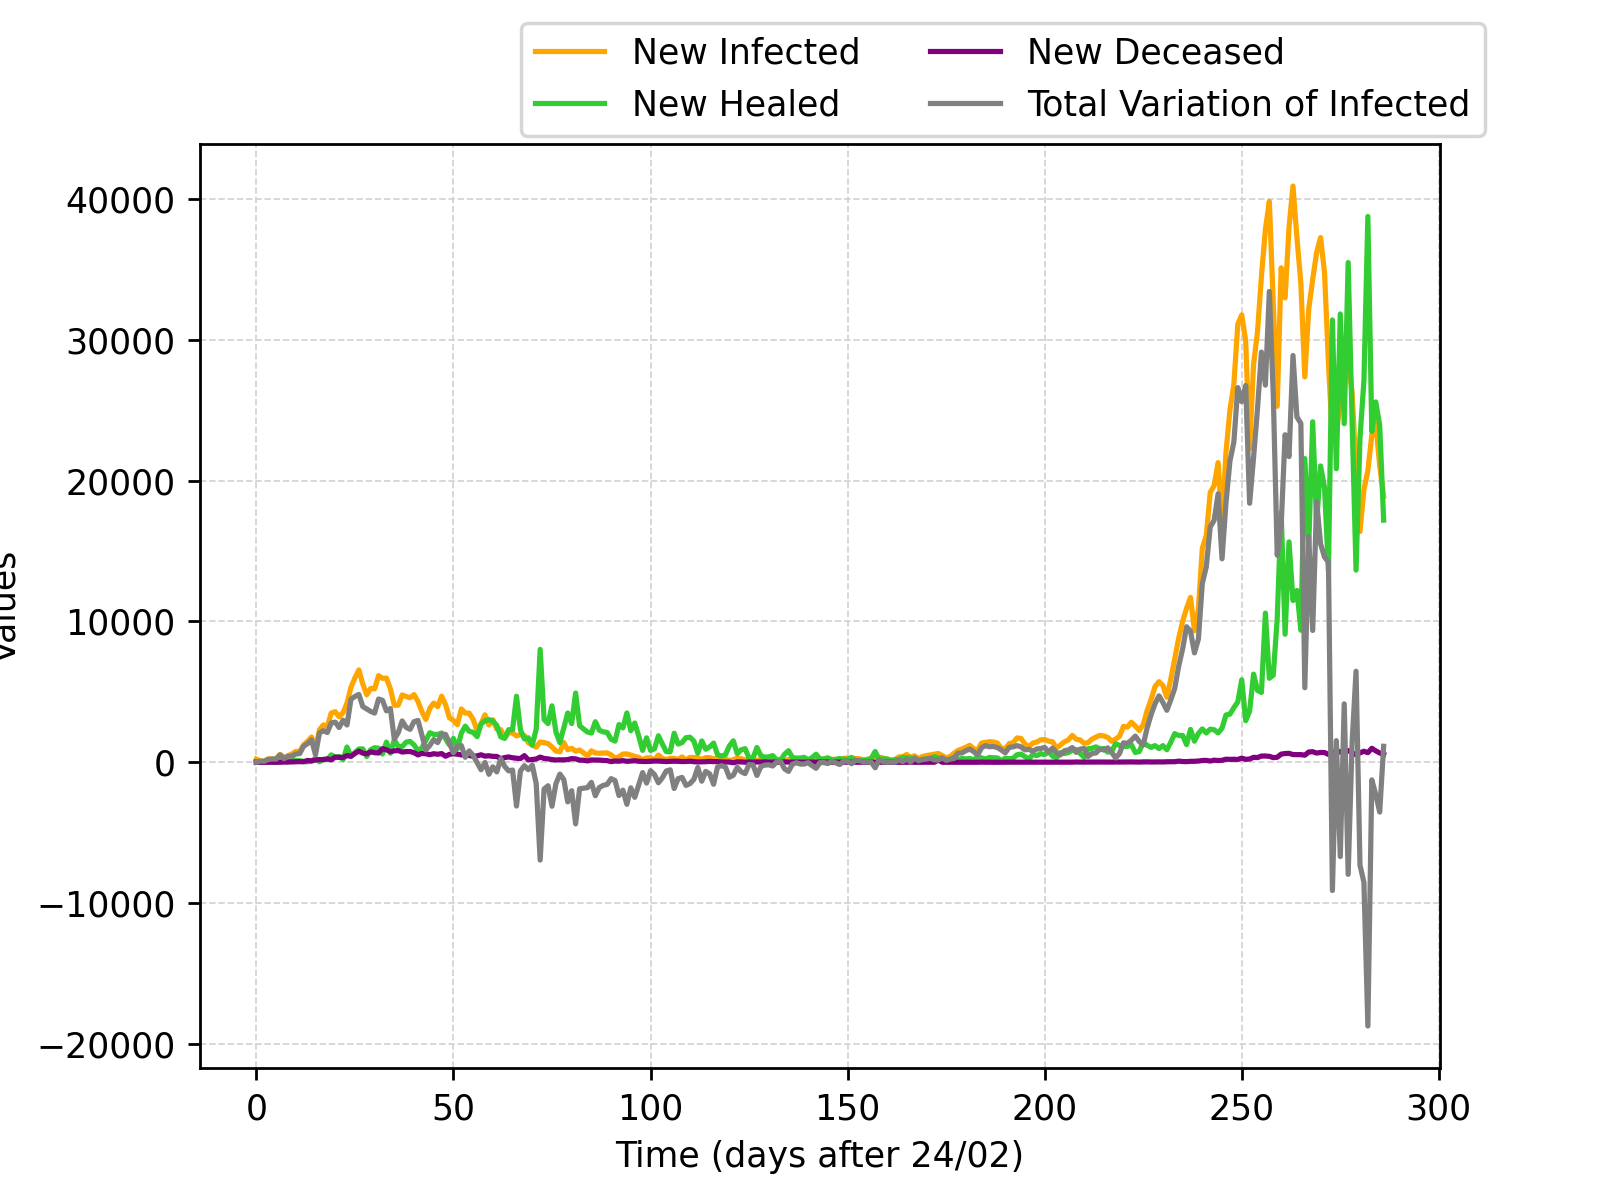 New Infected
New Healed
New Deceased
Total Variation of Infected
40000
30000
20000
10000
0
−10000
−20000
values
0 50 100 150 200 250 300
Time (days after 24/02)